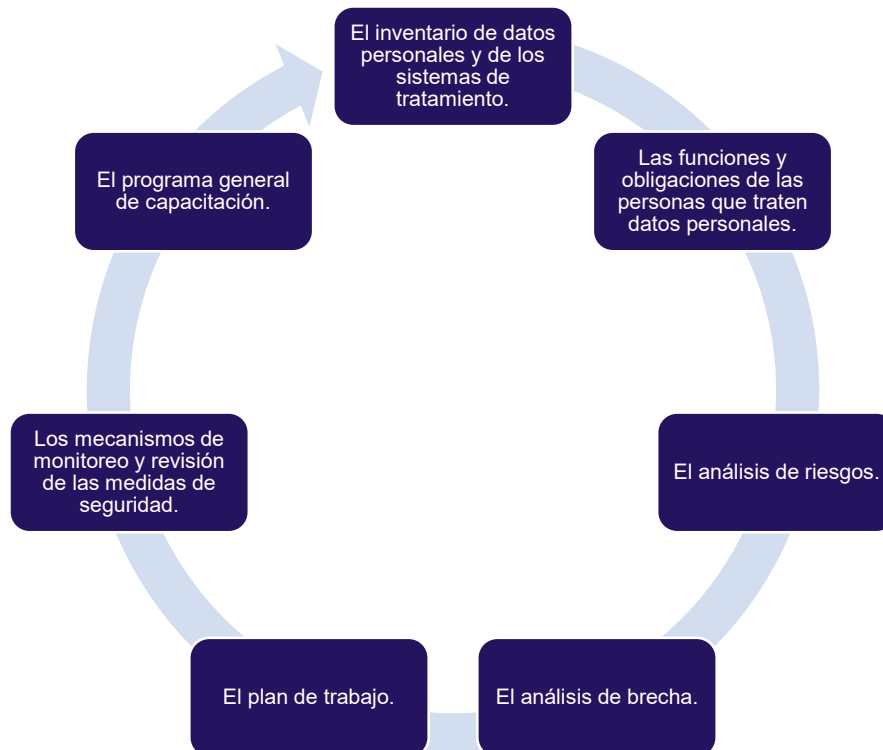 El inventario de datos
personales y de los
sistemas de
tratamiento.
Las funciones y
obligaciones de las
personas que traten
datos personales.
El análisis de riesgos.
El análisis de brecha.
El plan de trabajo.
Los mecanismos de
monitoreo y revisión
de las medidas de
seguridad.
El programa general
de capacitación.